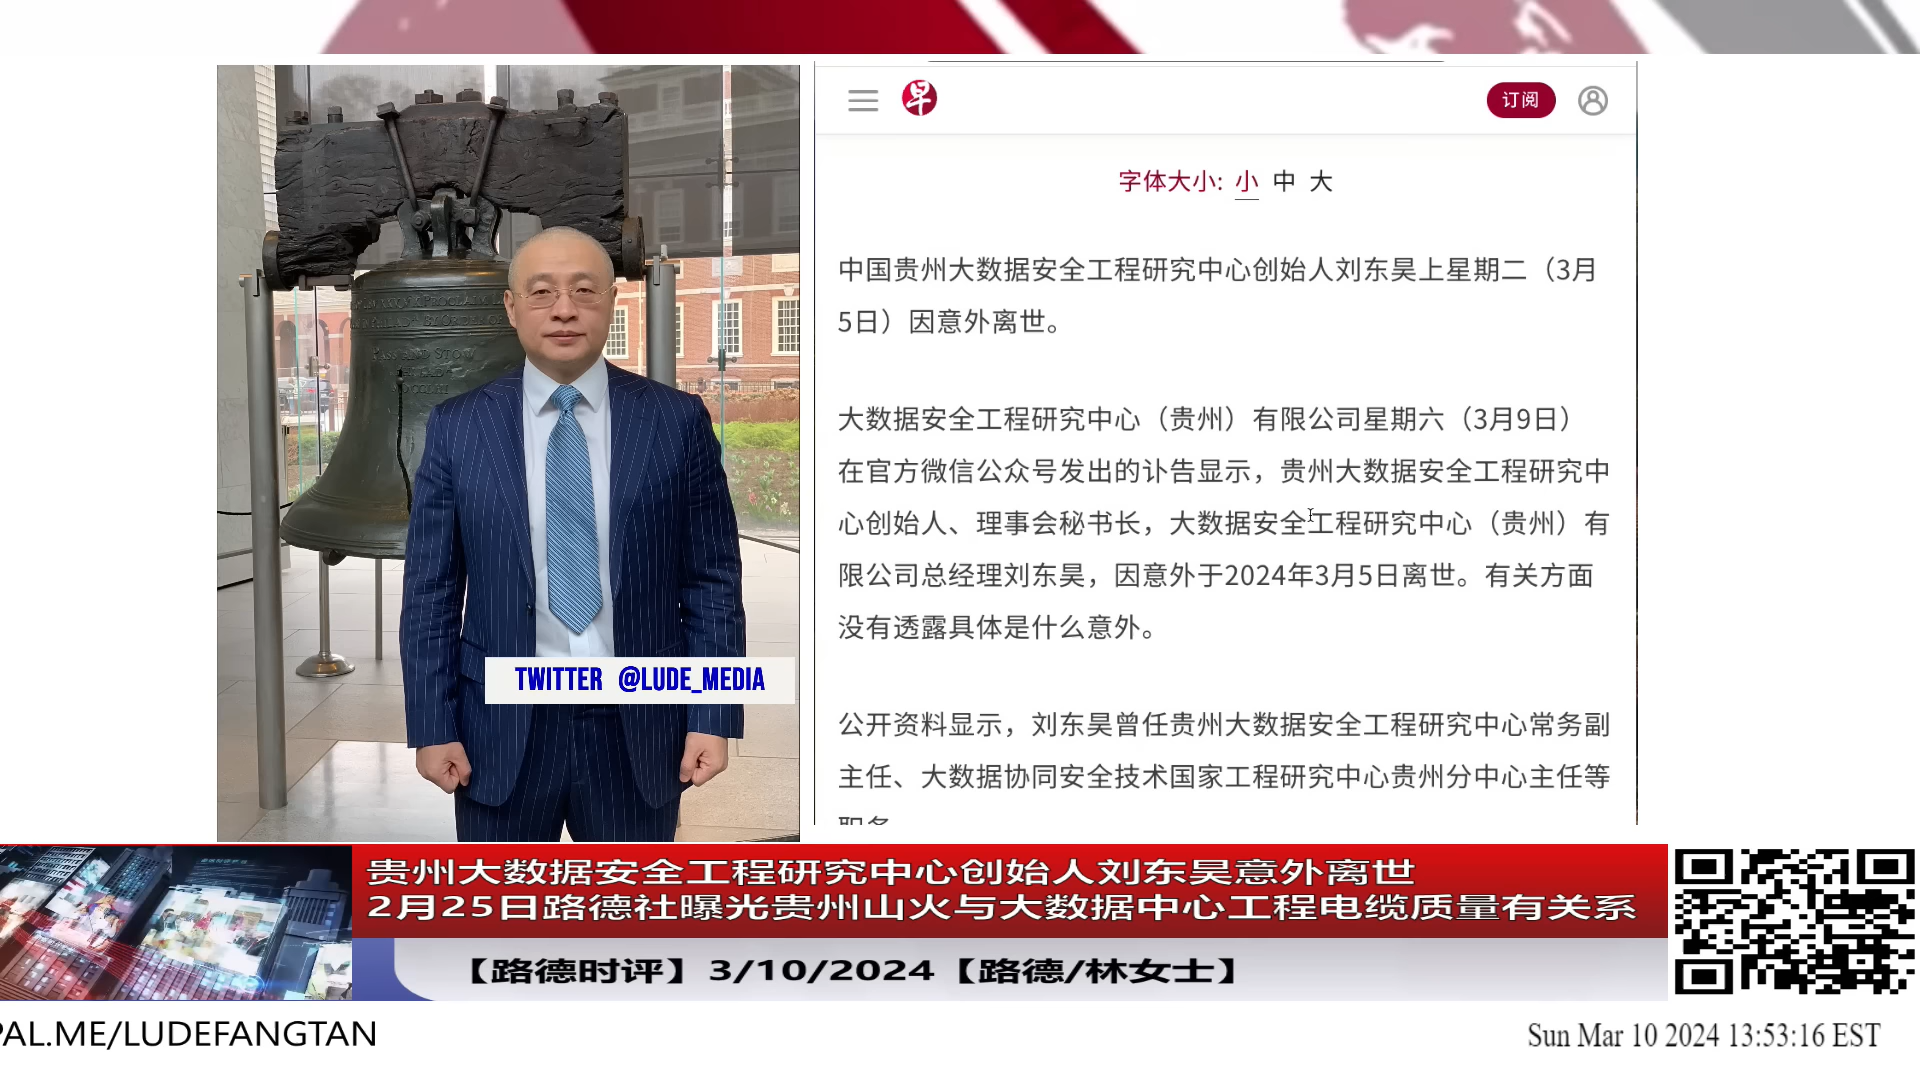 早
订阅
字体大小: 小 中 大
中国贵州大数据安全工程研究中心创始人刘东昊上星期二（3月
5日）因意外离世。
大数据安全工程研究中心（贵州）有限公司星期六（3月9日）
在官方微信公众号发出的讣告显示，贵州大数据安全工程研究中
心创始人、理事会秘书长，大数据安全工程研究中心（贵州）有
限公司总经理刘东昊，因意外于2024年3月5日离世。有关方面
没有透露具体是什么意外。
公开资料显示，刘东昊曾任贵州大数据安全工程研究中心常务副
主任、大数据协同安全技术国家工程研究中心贵州分中心主任等
PASS AND STOW
TWITTER @LUDE_MEDIA
贵州大数据安全工程研究中心创始人刘东昊意外离世
2月25日路德社曝光贵州山火与大数据中心工程电缆质量有关系
【路德时评】3/10/2024【路德/林女士】
PAL.ME/LUDEFANGTAN
Sun Mar 10 2024 13:53:16 EST